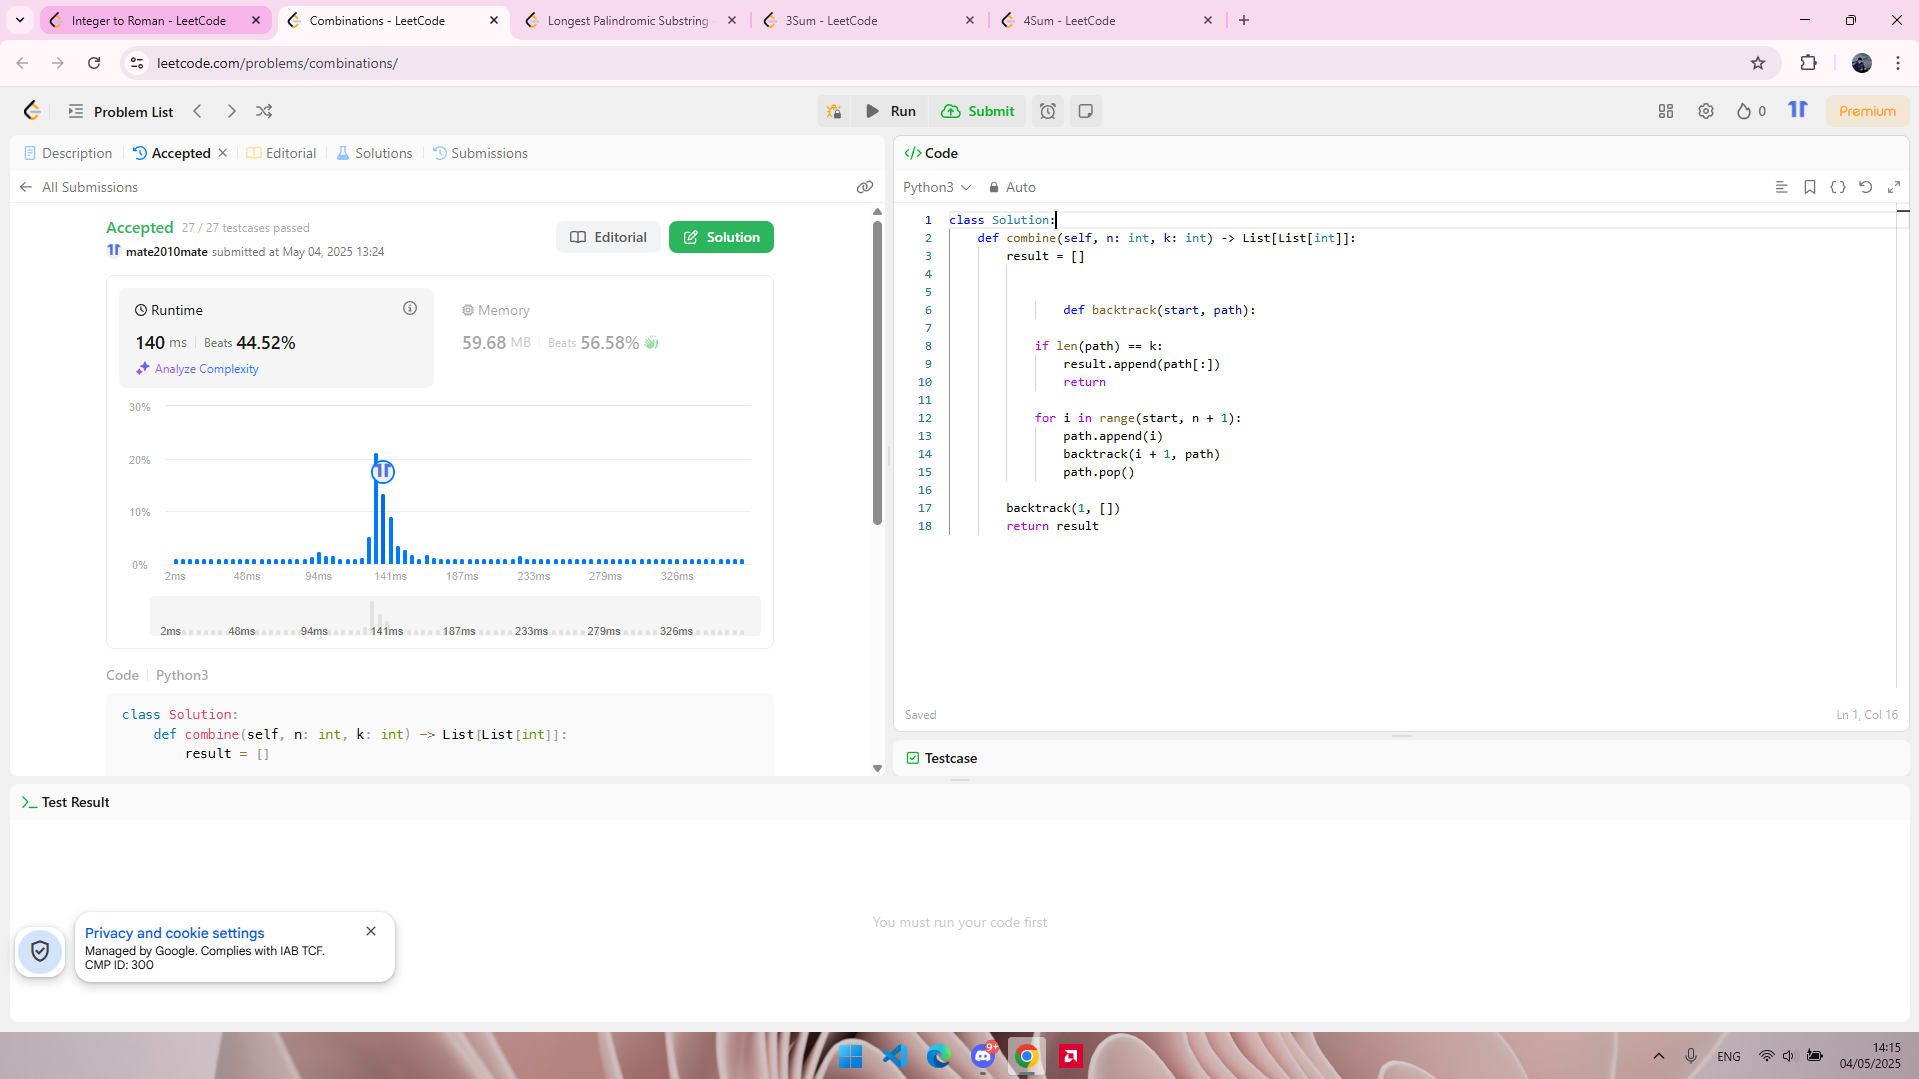 Integer to Roman - LeetCode
Combinations - LeetCode
Longest Palindromic Substring
3Sum - LeetCode
4Sum - LeetCode
leetcode.com/problems/combinations/
Problem List
Run
Submit
0
Premium
Description
Accepted
Editorial
Solutions
Submissions
All Submissions
Accepted 27 / 27 testcases passed
mate2010mate submitted at May 04, 2025 13:24
Editorial
Solution
Runtime
140 ms Beats 44.52%
Analyze Complexity
Memory
59.68 MB Beats 56.58%
30%
20%
10%
0%
2ms 48ms 94ms 141ms 187ms 233ms 279ms 326ms
2ms 48ms 94ms 141ms 187ms 233ms 279ms 326ms
Code Python3
class Solution:
    def combine(self, n: int, k: int) -> List[List[int]]:
        result = []
Code
Python3 Auto
1 class Solution:
2     def combine(self, n: int, k: int) -> List[List[int]]:
3         result = []
4
5
6                 def backtrack(start, path):
7
8             if len(path) == k:
9                 result.append(path[:])
10                 return
11
12             for i in range(start, n + 1):
13                 path.append(i)
14                 backtrack(i + 1, path)
15                 path.pop()
16
17         backtrack(1, [])
18         return result
Saved
Ln 1, Col 16
Testcase
Test Result
You must run your code first
Privacy and cookie settings
Managed by Google. Complies with IAB TCF.
CMP ID: 300
9+
ENG
14:15
04/05/2025